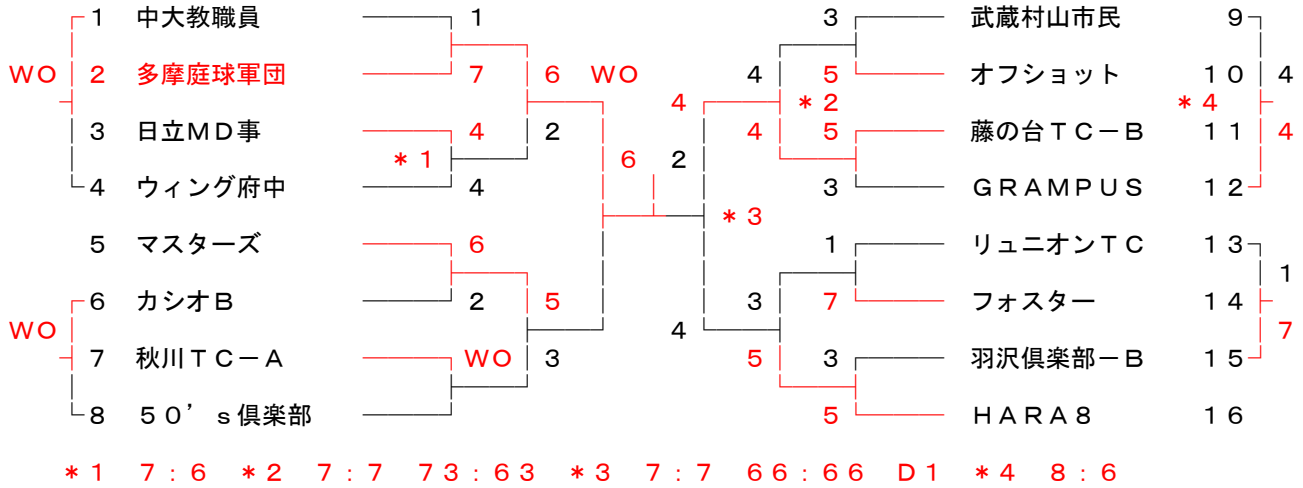 1 中大教職員 1 3 武蔵村山市民 9
WO 2 多摩庭球軍団 7 6 WO 4 5 オフショット 10 4
4 *2 *4
3 日立MD事 4 2 4 5 藤の台TC-B 11 4
*1 6 2
4 ウィング府中 4 3 GRAMPUS 12
*3
5 マスターズ 6 1 リュニオンTC 13
1
6 カシオB 2 5 3 7 フォスター 14
WO 4 7
7 秋川TC-A WO 3 5 3 羽沢倶楽部-B 15
8 50's倶楽部 5 HARA8 16
*1 7:6 *2 7:7 73:63 *3 7:7 66:66 D1 *4 8:6